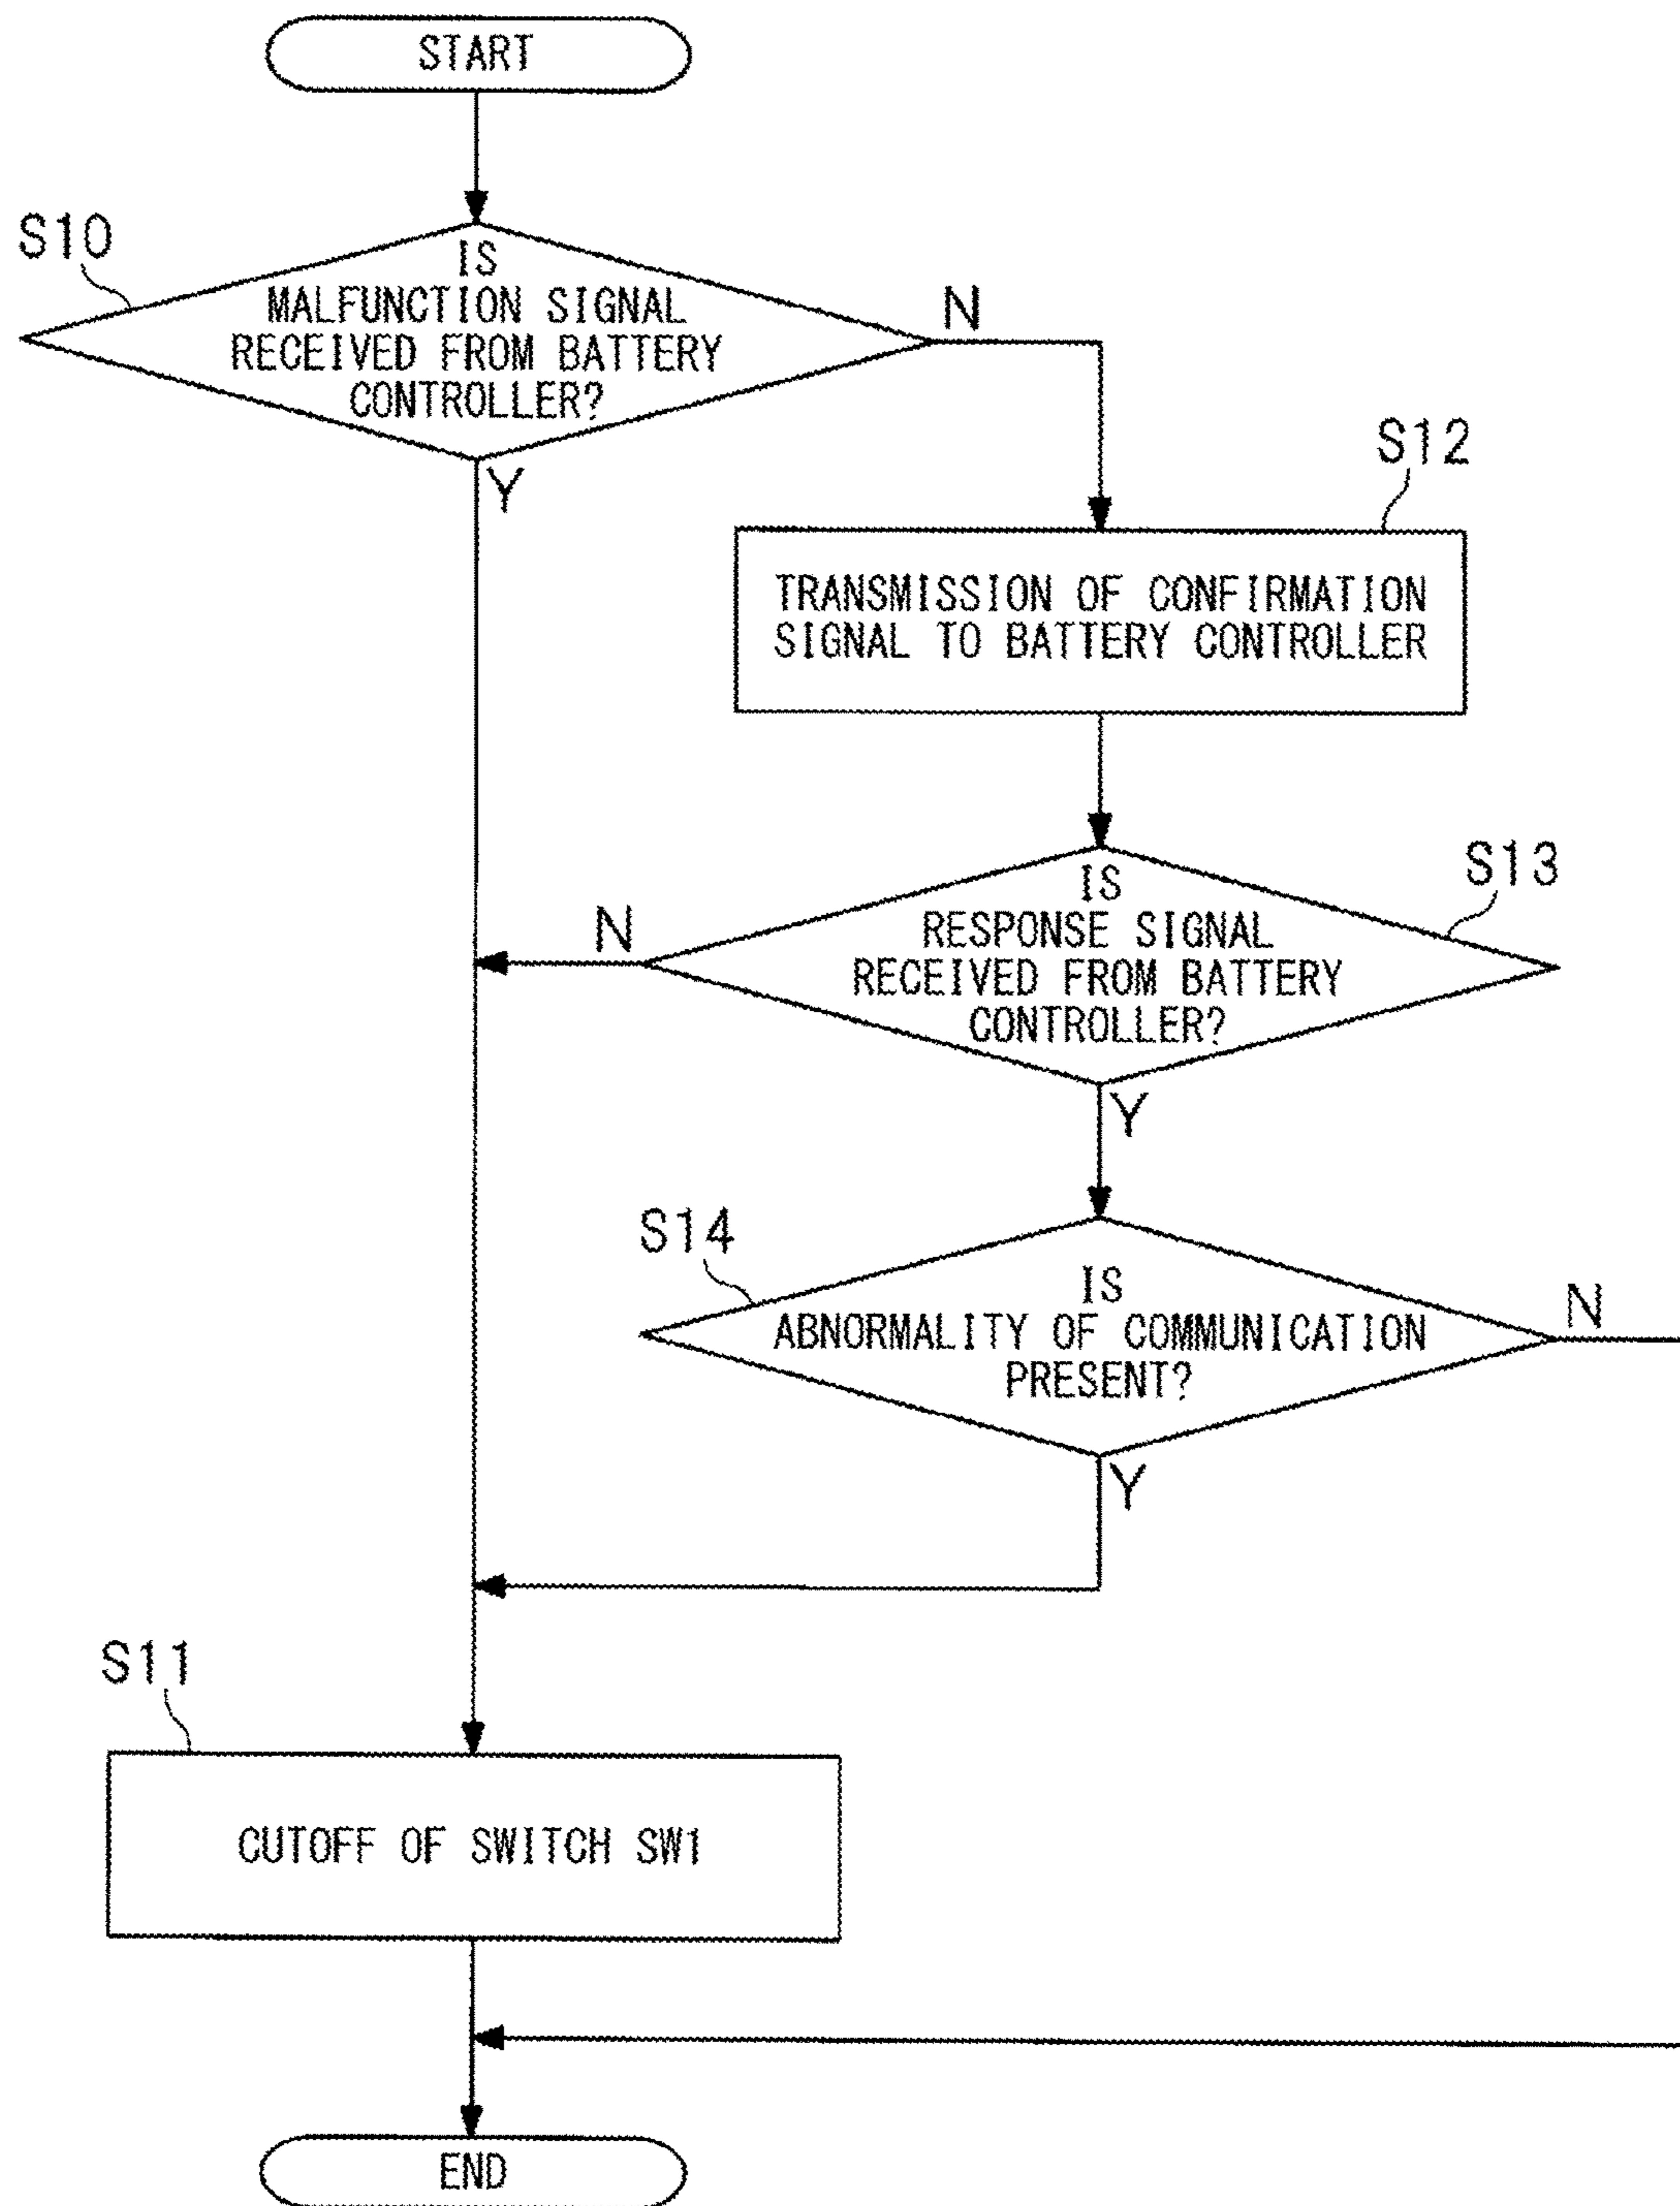 START
S10
IS
MALFUNCTION SIGNAL
RECEIVED FROM BATTERY
CONTROLLER?
N
Y
S12
TRANSMISSION OF CONFIRMATION
SIGNAL TO BATTERY CONTROLLER
S13
IS
RESPONSE SIGNAL
RECEIVED FROM BATTERY
CONTROLLER?
N
Y
S14
IS
ABNORMALITY OF COMMUNICATION
PRESENT?
N
Y
S11
CUTOFF OF SWITCH SW1
END